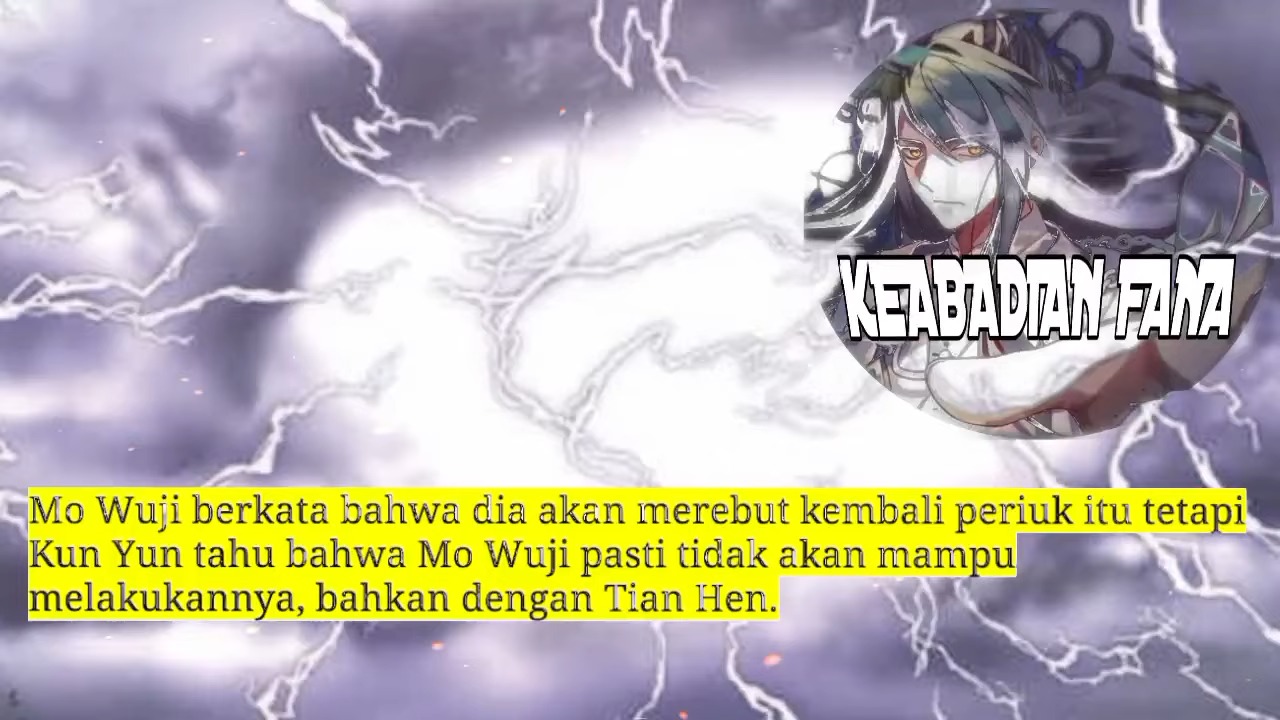 KEABADIAN FANA
Mo Wuji berkata bahwa dia akan merebut kembali periuk itu tetapi
Kun Yun tahu bahwa Mo Wuji pasti tidak akan mampu
melakukannya, bahkan dengan Tian Hen.